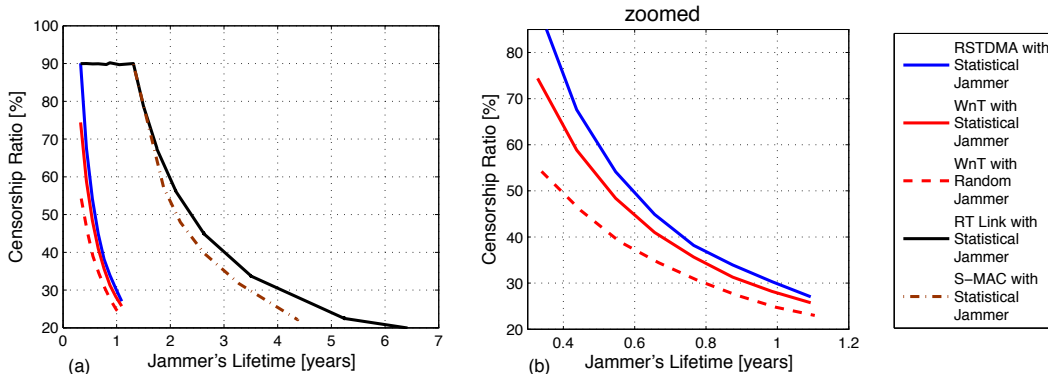 zoomed
Censorship Ratio [%]
100
90
80
70
60
50
40
30
20
0
1
2
3
4
5
6
7
Jammer's Lifetime [years]
(a)
Censorship Ratio [%]
80
70
60
50
40
30
20
0.4
0.6
0.8
1
1.2
Jammer's Lifetime [years]
(b)
RSTDMA with
Statistical
Jammer
WnT with
Statistical
Jammer
WnT with
Random
Jammer
RT Link with
Statistical
Jammer
S−MAC with
Statistical
Jammer